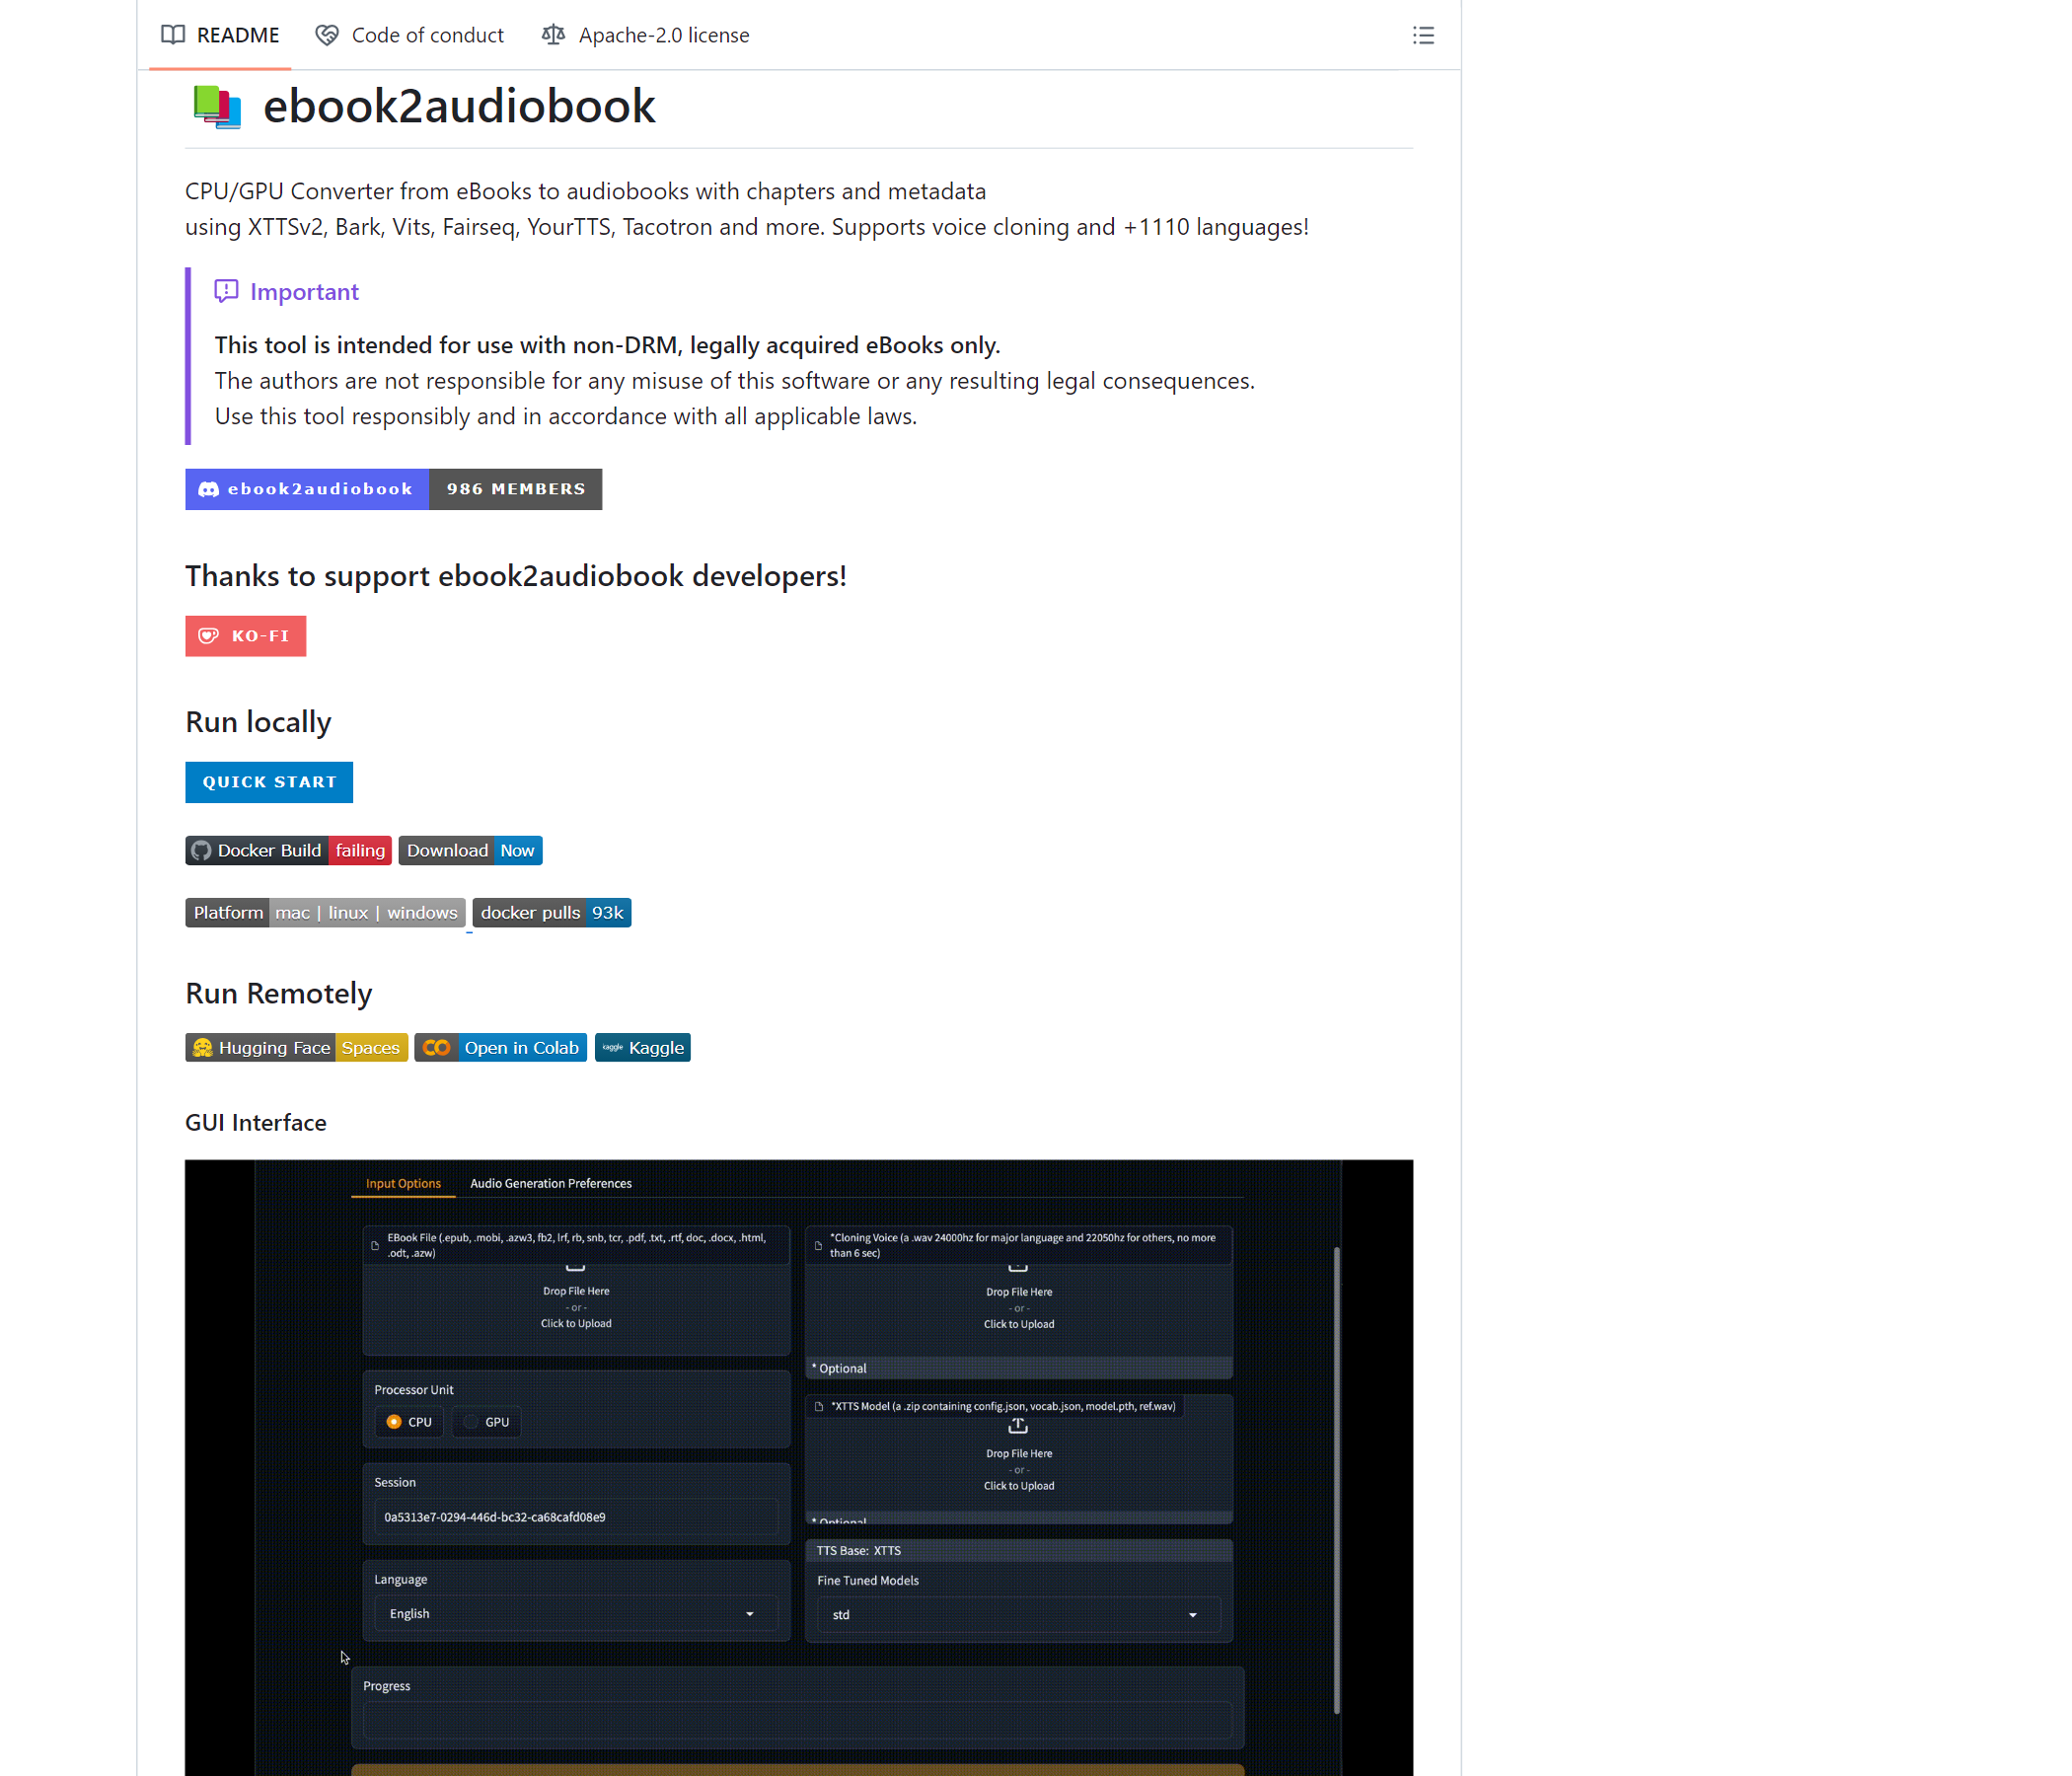 README Code of conduct Apache-2.0 license
ebook2audiobook
CPU/GPU Converter from eBooks to audiobooks with chapters and metadata
using XTTSv2, Bark, Vits, Fairseq, YourTTS, Tacotron and more. Supports voice cloning and +1110 languages!
Important
This tool is intended for use with non-DRM, legally acquired eBooks only.
The authors are not responsible for any misuse of this software or any resulting legal consequences.
Use this tool responsibly and in accordance with all applicable laws.
ebook2audiobook 986 MEMBERS
Thanks to support ebook2audiobook developers!
KO-FI
Run locally
QUICK START
Docker Build failing Download Now
Platform mac | linux | windows docker pulls 93k
Run Remotely
Hugging Face Spaces Open in Colab kaggle Kaggle
GUI Interface
Input Options Audio Generation Preferences
EBook File (.epub, .mobi, .azw3, fb2, lrf, rb, snb, tcr, .pdf, .txt, .rtf, doc, .docx, .html,
.odt, .azw)
Drop File Here
- or -
Click to Upload
Processor Unit
CPU GPU
Session
0a5313e7-0294-446d-bc32-ca68cafd08e9
Language
English
*Cloning Voice (a .wav 24000hz for major language and 22050hz for others, no more
than 6 sec)
Drop File Here
- or -
Click to Upload
* Optional
*XTTS Model (a .zip containing config.json, vocab.json, model.pth, ref.wav)
Drop File Here
- or -
Click to Upload
* Optional
TTS Base: XTTS
Fine Tuned Models
std
Progress